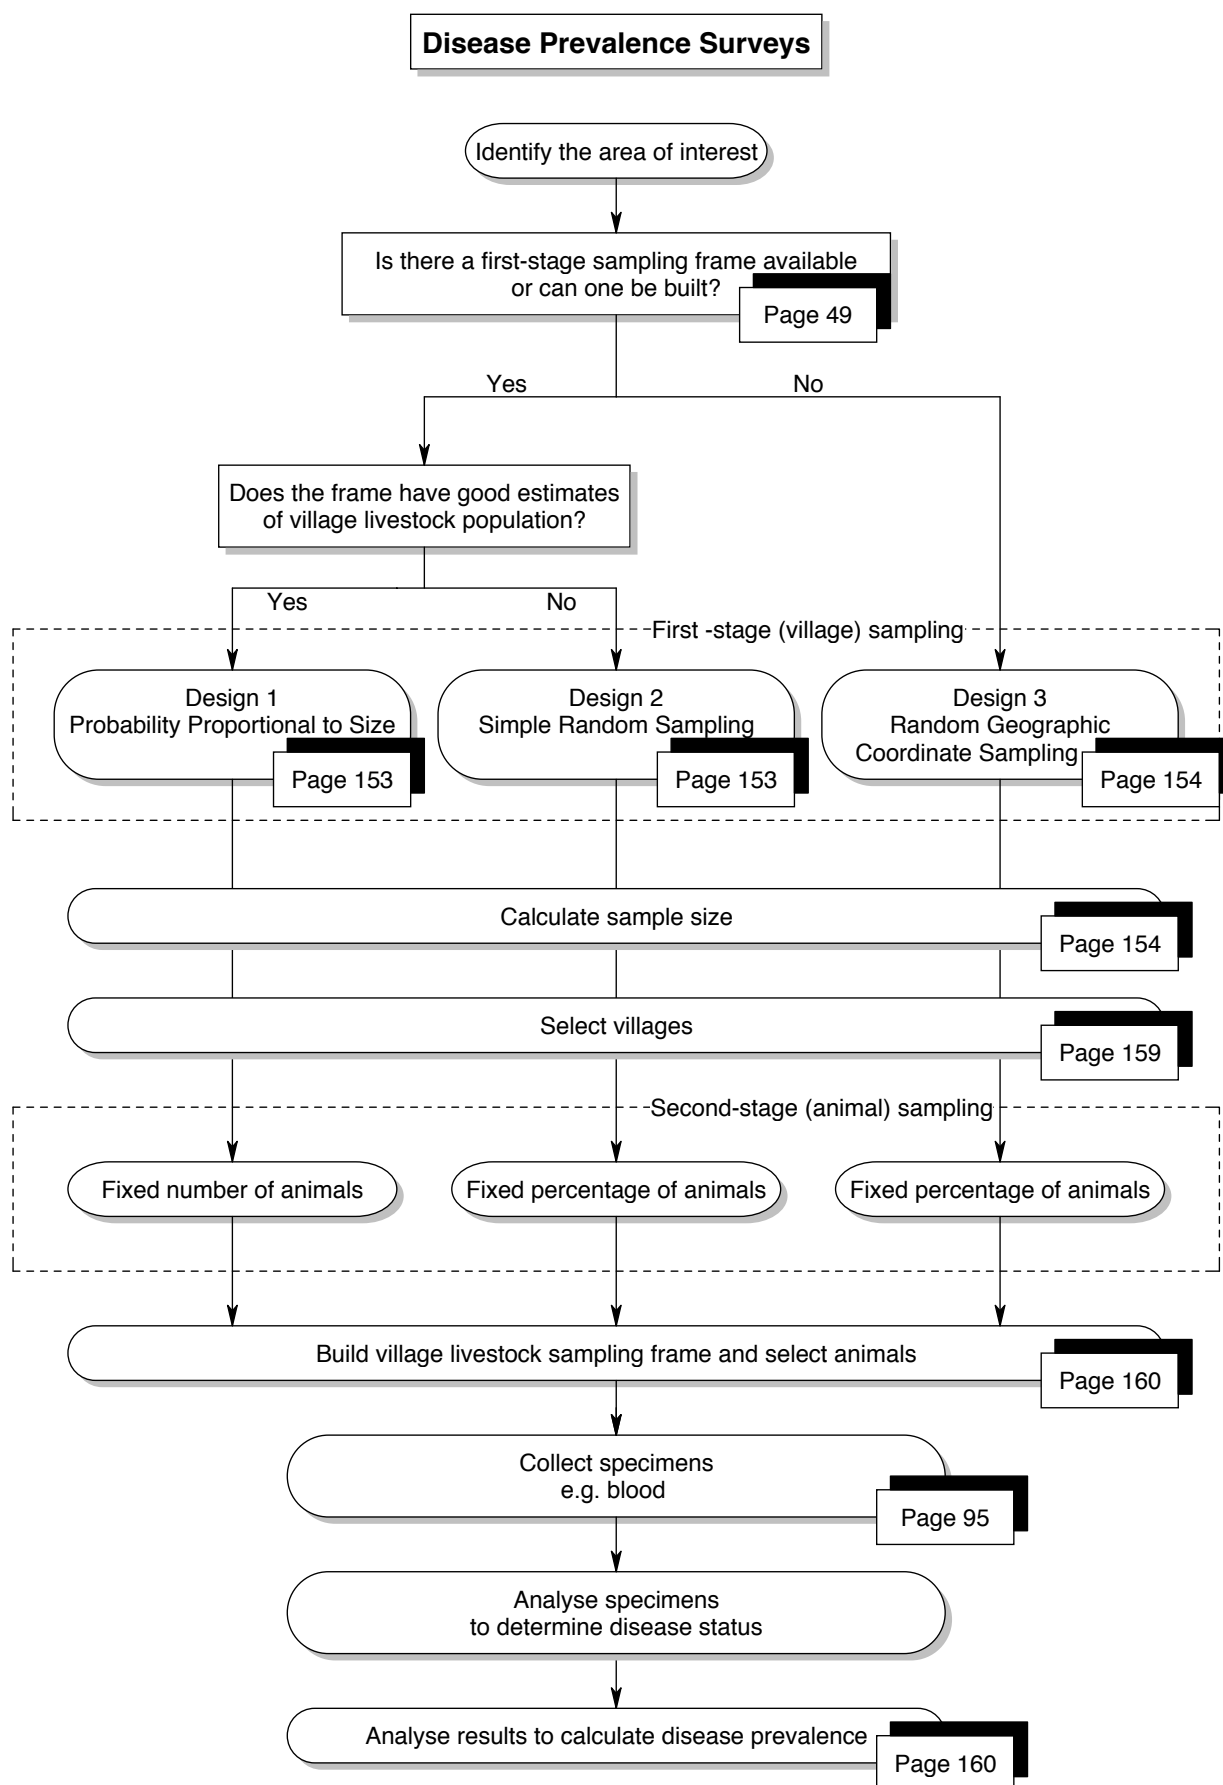 Disease Prevalence Surveys
Identify the area of interest
Is there a first-stage sampling frame available
or can one be built?
Page 49
Yes
No
Does the frame have good estimates
of village livestock population?
Yes
No
First -stage (village) sampling
Design 1
Probability Proportional to Size
Page 153
Design 2
Simple Random Sampling
Page 153
Design 3
Random Geographic
Coordinate Sampling
Page 154
Calculate sample size
Page 154
Select villages
Page 159
Second-stage (animal) sampling
Fixed number of animals
Fixed percentage of animals
Fixed percentage of animals
Build village livestock sampling frame and select animals
Page 160
Collect specimens
e.g. blood
Page 95
Analyse specimens
to determine disease status
Analyse results to calculate disease prevalence
Page 160